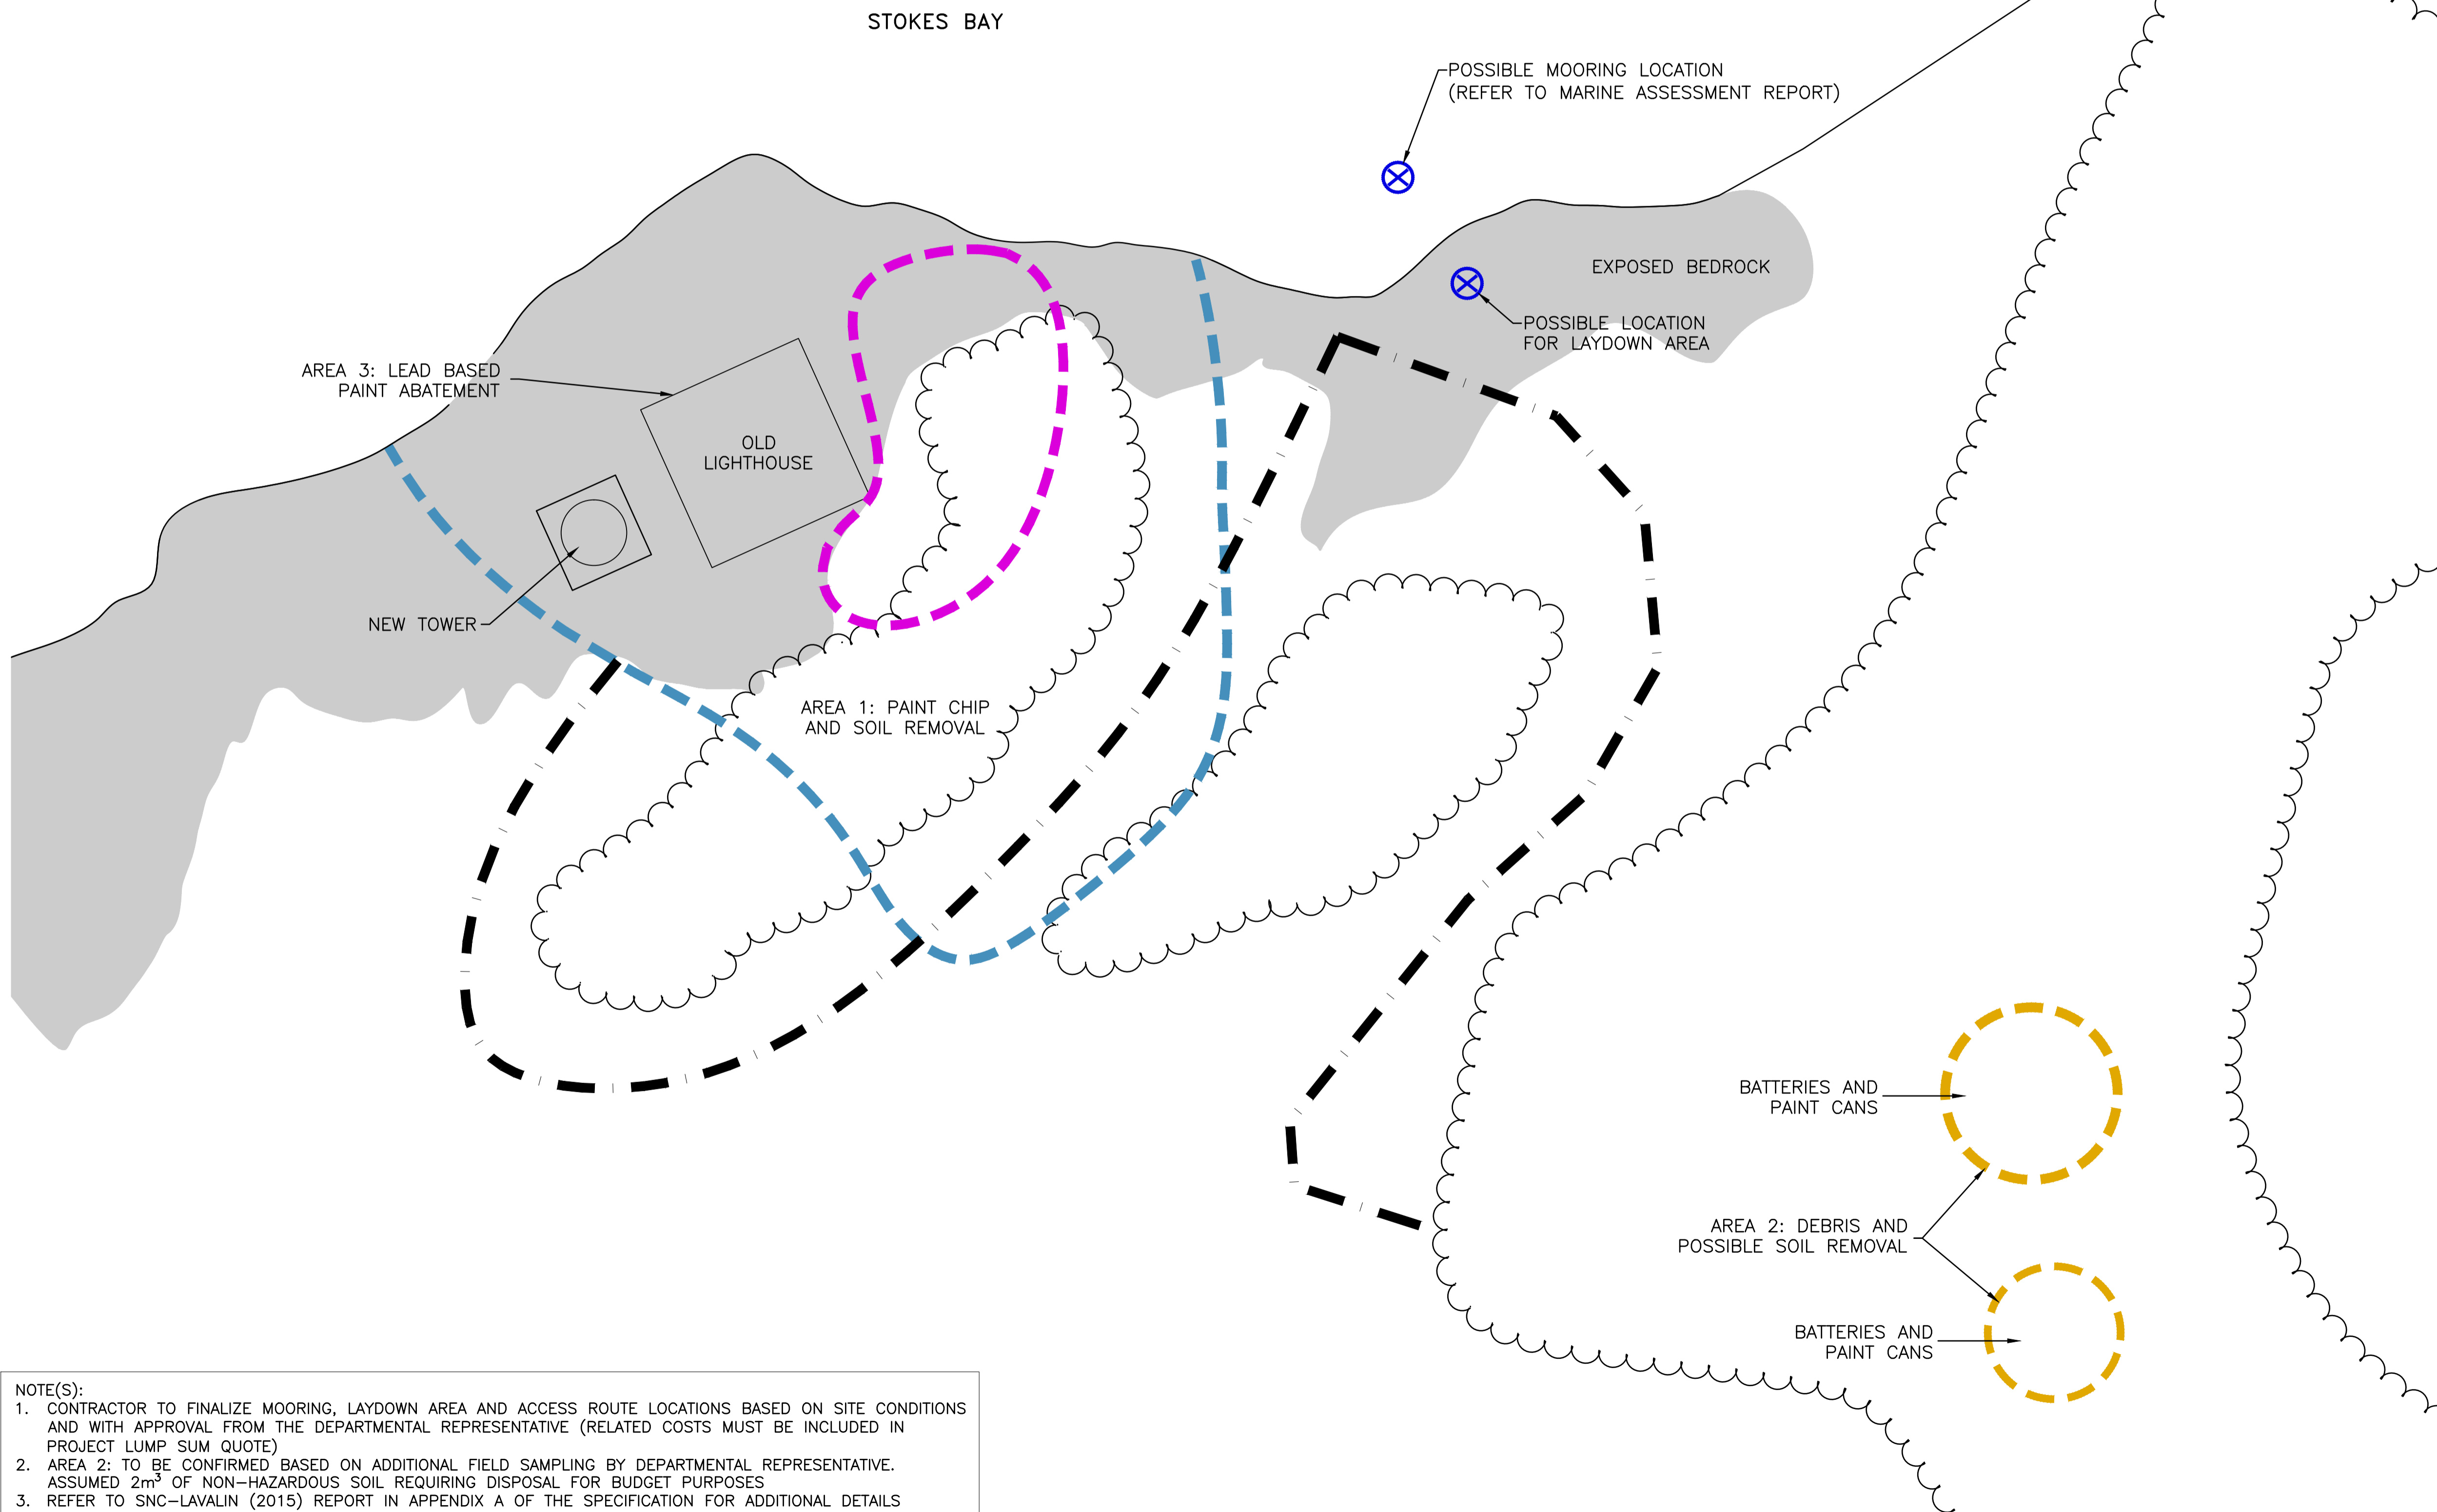 STOKES BAY
POSSIBLE MOORING LOCATION
(REFER TO MARINE ASSESSMENT REPORT)
EXPOSED BEDROCK
POSSIBLE LOCATION
FOR LAYDOWN AREA
AREA 3: LEAD BASED
PAINT ABATEMENT
OLD
LIGHTHOUSE
NEW TOWER
AREA 1: PAINT CHIP
AND SOIL REMOVAL
BATTERIES AND
PAINT CANS
AREA 2: DEBRIS AND
POSSIBLE SOIL REMOVAL
BATTERIES AND
PAINT CANS
NOTE(S):
1. CONTRACTOR TO FINALIZE MOORING, LAYDOWN AREA AND ACCESS ROUTE LOCATIONS BASED ON SITE CONDITIONS
AND WITH APPROVAL FROM THE DEPARTMENTAL REPRESENTATIVE (RELATED COSTS MUST BE INCLUDED IN
PROJECT LUMP SUM QUOTE)
2. AREA 2: TO BE CONFIRMED BASED ON ADDITIONAL FIELD SAMPLING BY DEPARTMENTAL REPRESENTATIVE.
ASSUMED 2m³ OF NON-HAZARDOUS SOIL REQUIRING DISPOSAL FOR BUDGET PURPOSES
3. REFER TO SNC-LAVALIN (2015) REPORT IN APPENDIX A OF THE SPECIFICATION FOR ADDITIONAL DETAILS